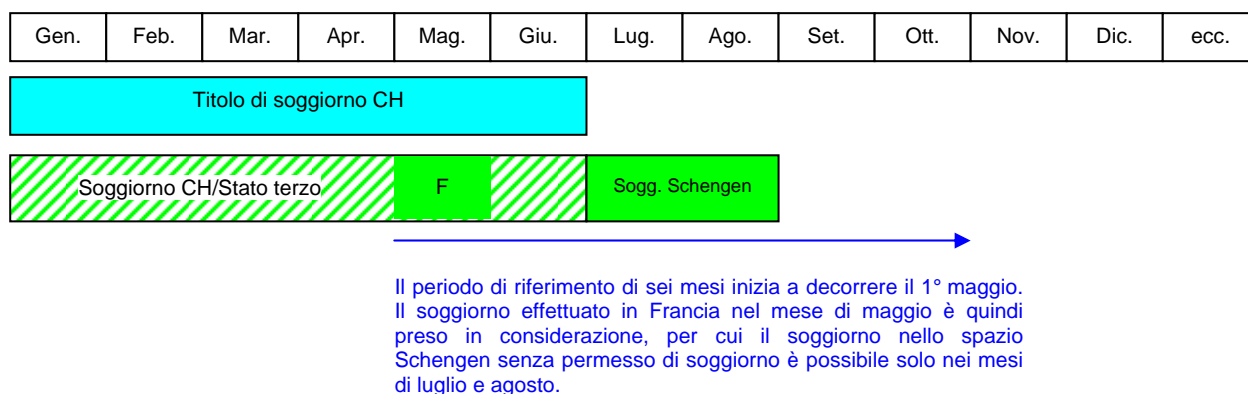 Gen. Feb. Mar. Apr. Mag. Giu. Lug. Ago. Set. Ott. Nov. Dic. ecc.
Titolo di soggiorno CH
Soggiorno CH/Stato terzo F Sogg. Schengen
Il periodo di riferimento di sei mesi inizia a decorrere il 1° maggio.
Il soggiorno effettuato in Francia nel mese di maggio è quindi
preso in considerazione, per cui il soggiorno nello spazio
Schengen senza permesso di soggiorno è possibile solo nei mesi
di luglio e agosto.